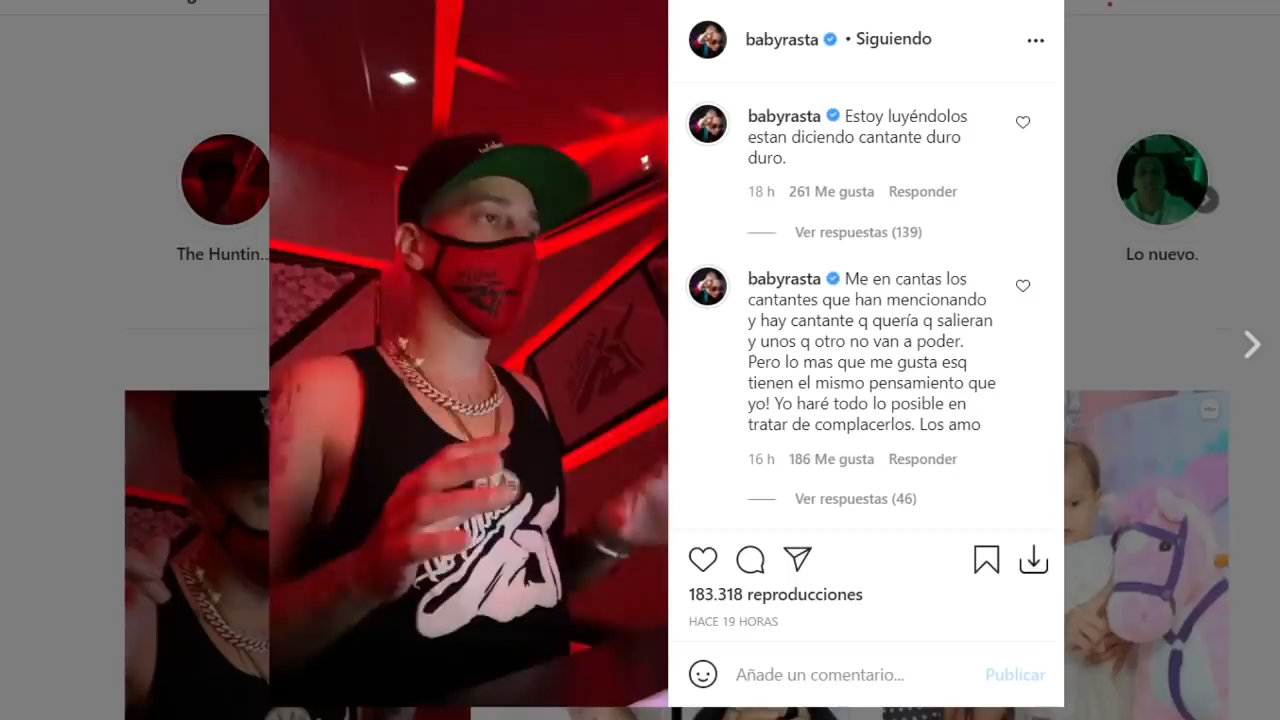 babyrasta • Siguiendo
babyrasta Estoy luyéndolos
estan diciendo cantante duro
duro.
18 h 261 Me gusta Responder
Ver respuestas (139)
The Huntin...
Lo nuevo.
babyrasta Me en cantas los
cantantes que han mencionando
y hay cantante q quería q salieran
y unos q otro no van a poder.
Pero lo mas que me gusta esq
tienen el mismo pensamiento que
yo! Yo haré todo lo posible en
tratar de complacerlos. Los amo
16 h 186 Me gusta Responder
Ver respuestas (46)
183.318 reproducciones
HACE 19 HORAS
Añade un comentario...
Publicar